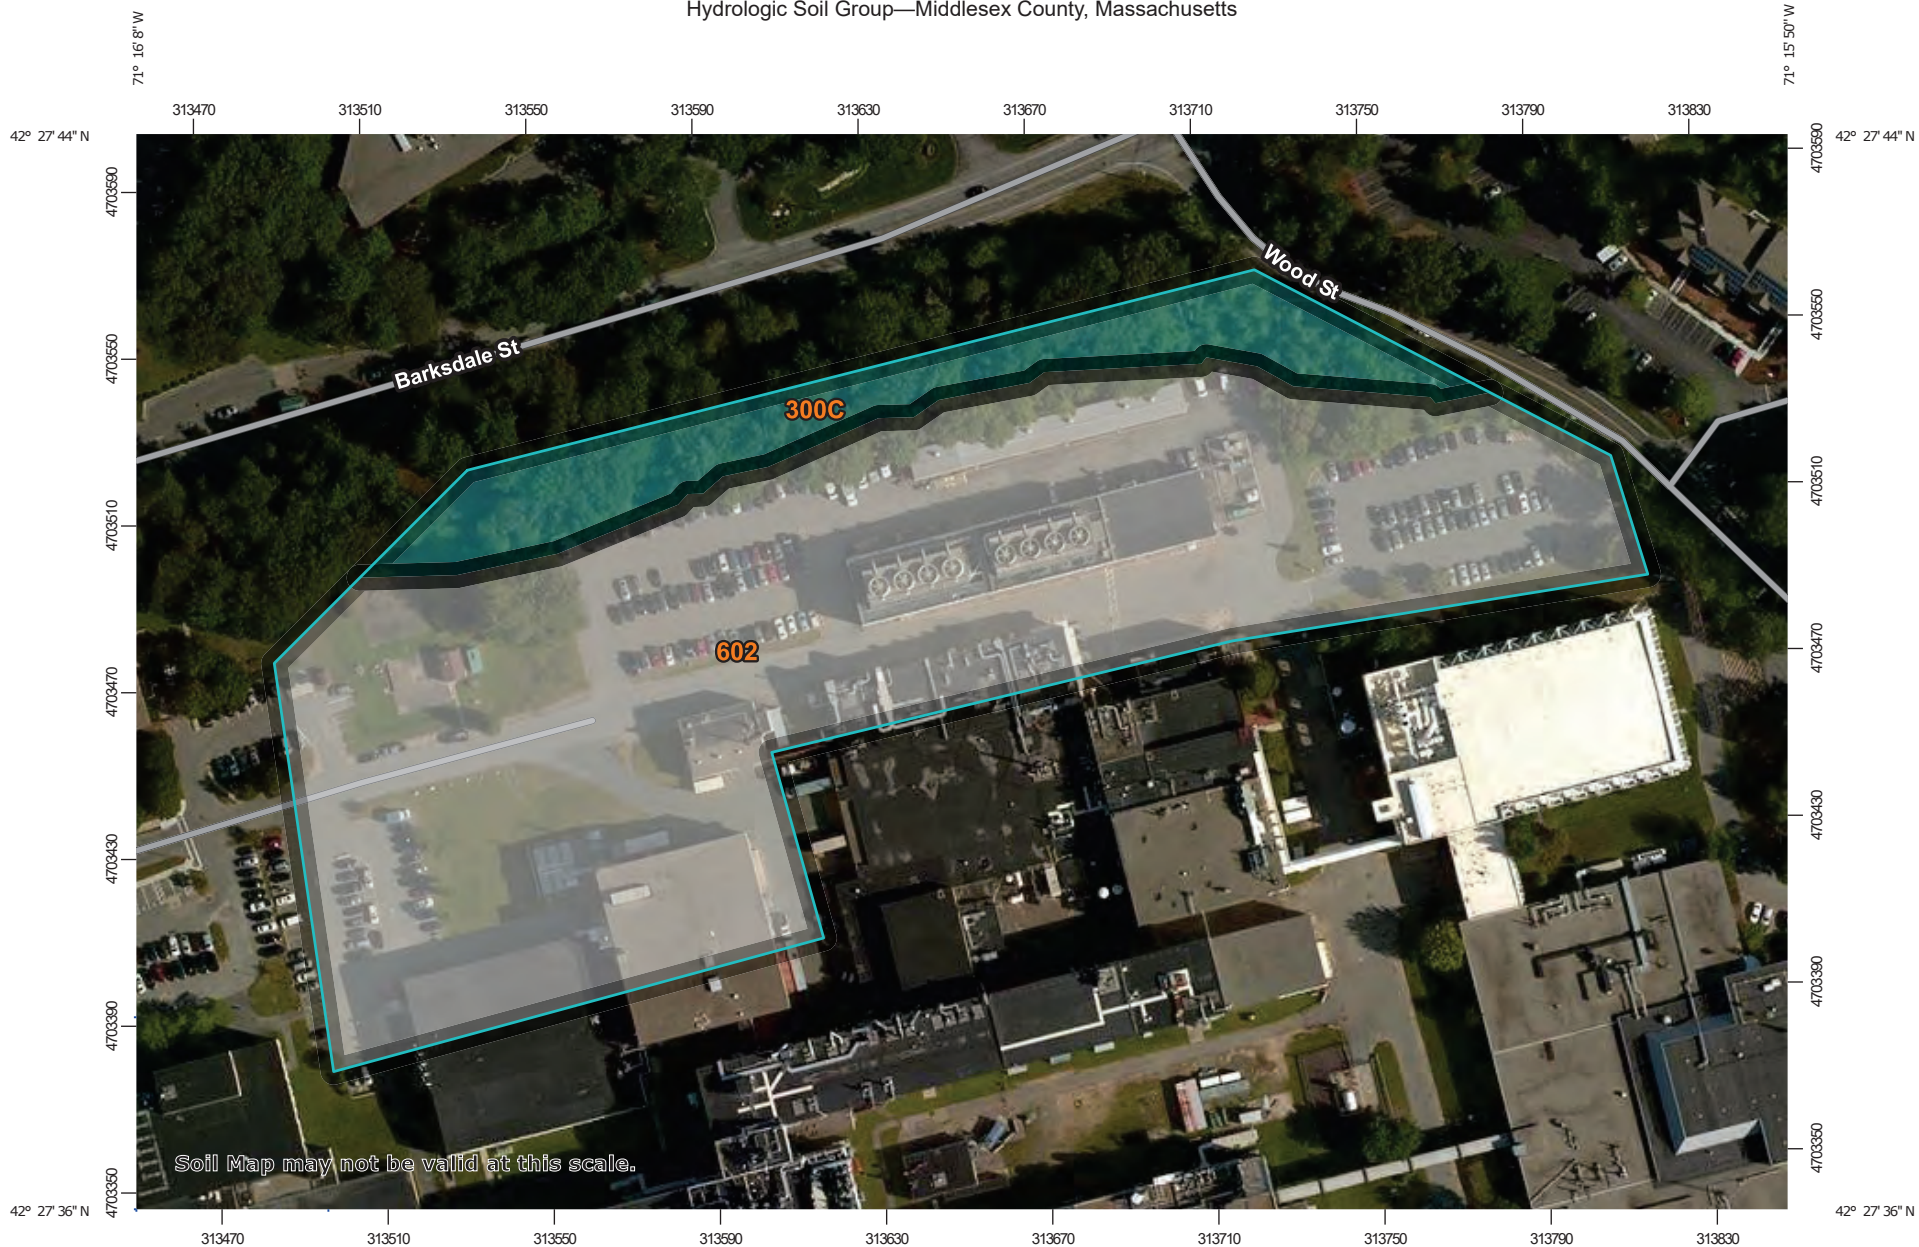 Hydrologic Soil Group—Middlesex County, Massachusetts
71° 16' 8'' W
71° 15' 50'' W
313470 313510 313550 313590 313630 313670 313710 313750 313790 313830
42° 27' 44'' N
42° 27' 44'' N
4703590
4703590
Wood St
4703550
4703550
Barksdale St
300C
4703510
4703510
602
4703470
4703470
4703430
4703430
4703390
4703390
Soil Map may not be valid at this scale.
4703350
4703350
42° 27' 36'' N
42° 27' 36'' N
313470 313510 313550 313590 313630 313670 313710 313750 313790 313830